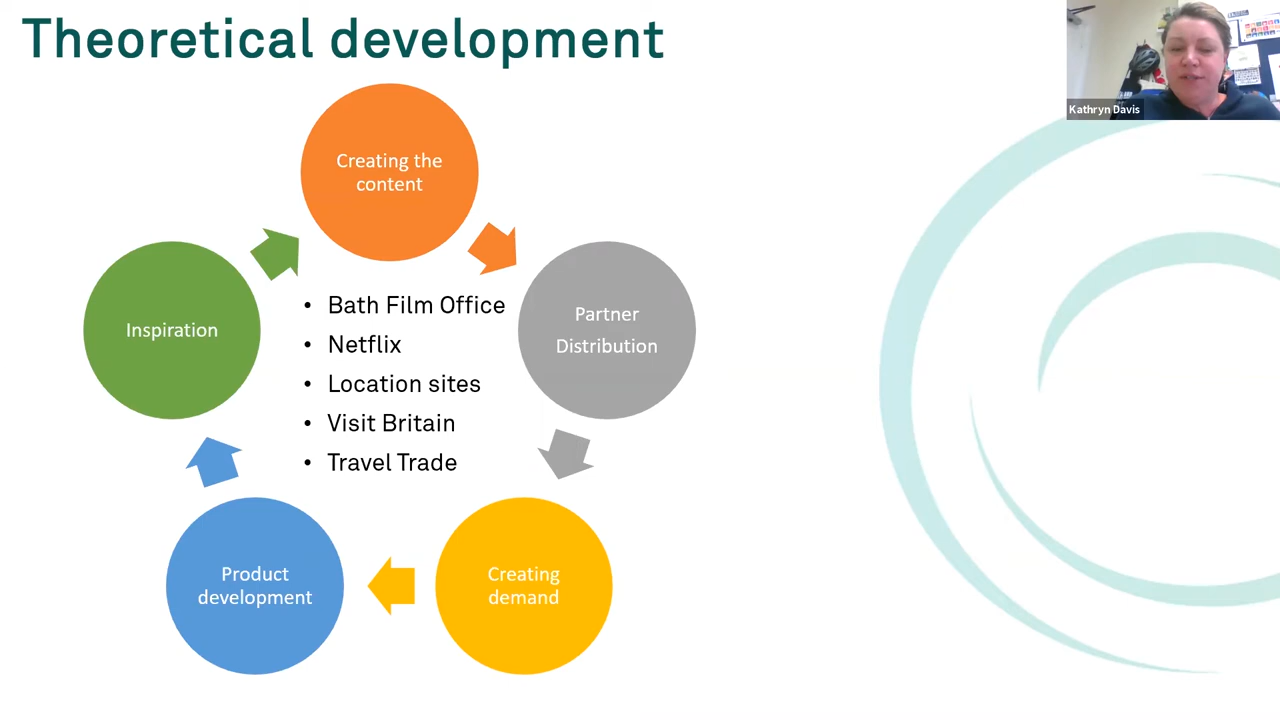 Theoretical development
Kathryn Davis
Creating the
content
Partner
Distribution
Creating
demand
Product
development
Inspiration
• Bath Film Office
• Netflix
• Location sites
• Visit Britain
• Travel Trade